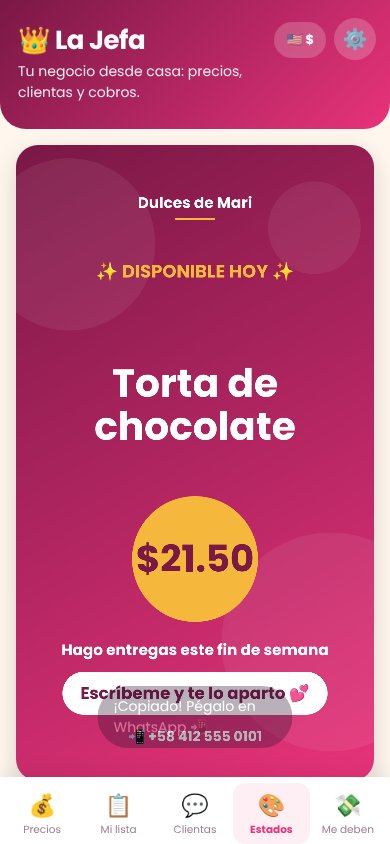 👑 La Jefa
🇺🇸 $
⚙️
Tu negocio desde casa: precios,
clientas y cobros.
Dulces de Mari
✨ DISPONIBLE HOY ✨
Torta de
chocolate
$21.50
Hago entregas este fin de semana
Escríbeme y te lo aparto 💕
¡Copiado! Pégalo en
WhatsApp 📲
📲 +58 412 555 0101
💰 Precios
📋 Mi lista
💬 Clientas
🎨 Estados
💸 Me deben